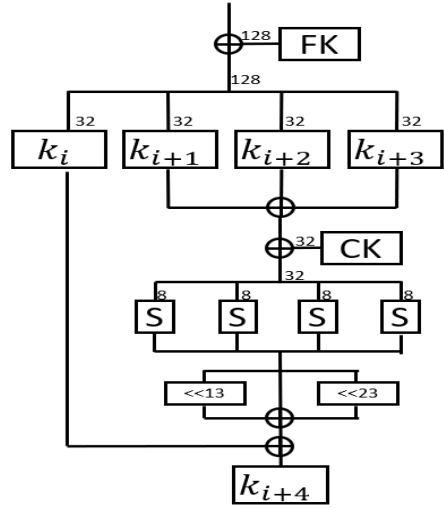 128 FK
128
32 32 32 32
k_i k_{i+1} k_{i+2} k_{i+3}
32 CK
32
8 8 8 8
S S S S
<<13 <<23
k_{i+4}